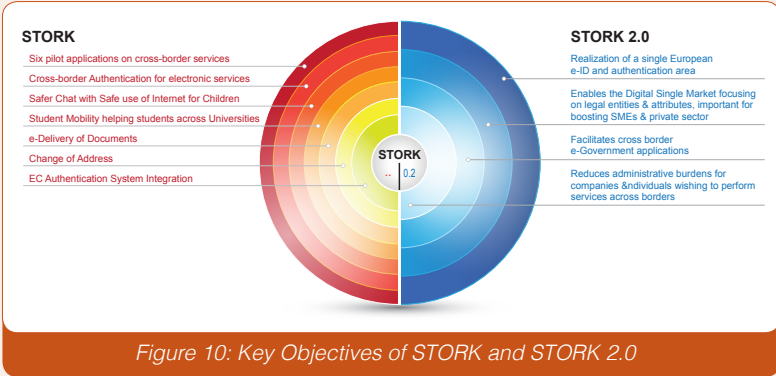 STORK
Six pilot applications on cross-border services
Cross-border Authentication for electronic services
Safer Chat with Safe use of Internet for Children
Student Mobility helping students across Universities
e-Delivery of Documents
Change of Address
EC Authentication System Integration
STORK
.. 0.2
STORK 2.0
Realization of a single European
e-ID and authentication area
Enables the Digital Single Market focusing
on legal entities & attributes, important for
boosting SMEs & private sector
Facilitates cross border
e-Government applications
Reduces administrative burdens for
companies &ndividuals wishing to perform
services across borders
Figure 10: Key Objectives of STORK and STORK 2.0